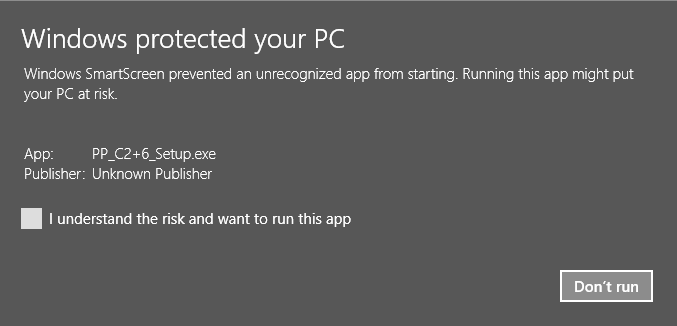 Windows protected your PC
Windows SmartScreen prevented an unrecognized app from starting. Running this app might put
your PC at risk.
App: PP_C2+6_Setup.exe
Publisher: Unknown Publisher
I understand the risk and want to run this app
Don't run